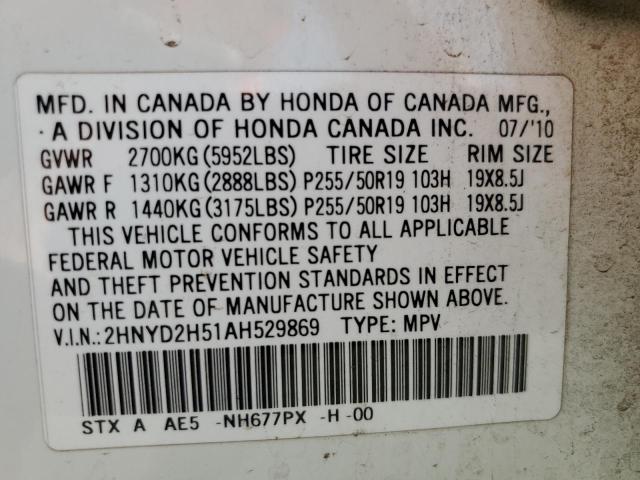 MFD. IN CANADA BY HONDA OF CANADA MFG.,
A DIVISION OF HONDA CANADA INC. 07/'10
GVWR 2700KG (5952LBS) TIRE SIZE RIM SIZE
GAWR F 1310KG (2888LBS) P255/50R19 103H 19X8.5J
GAWR R 1440KG (3175LBS) P255/50R19 103H 19X8.5J
THIS VEHICLE CONFORMS TO ALL APPLICABLE
FEDERAL MOTOR VEHICLE SAFETY
AND THEFT PREVENTION STANDARDS IN EFFECT
ON THE DATE OF MANUFACTURE SHOWN ABOVE.
V.I.N.: 2HNYD2H51AH529869 TYPE: MPV
STX A AE5 -NH677PX -H -00